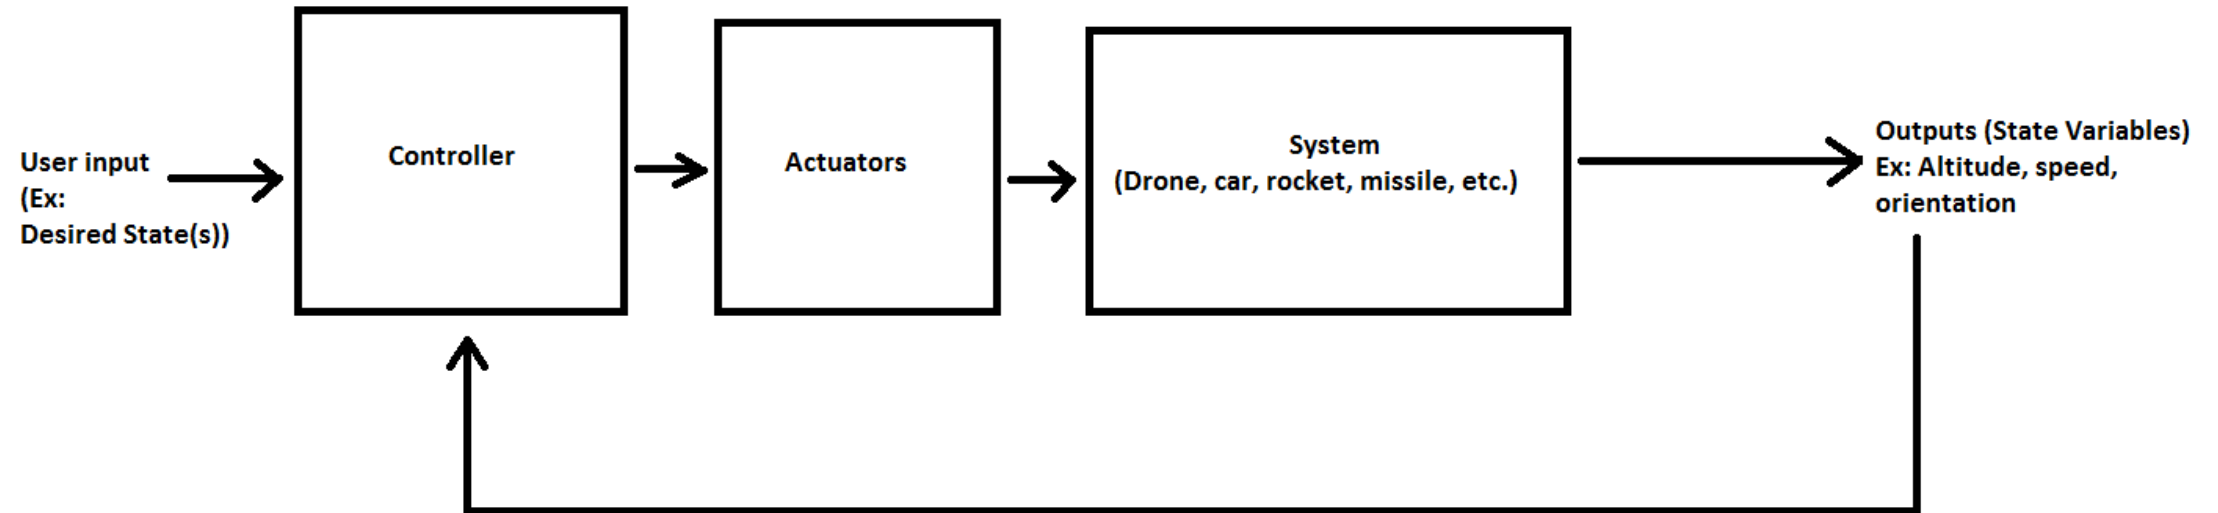 User input
(Ex:
Desired State(s))
Controller
Actuators
System
(Drone, car, rocket, missile, etc.)
Outputs (State Variables)
Ex: Altitude, speed,
orientation